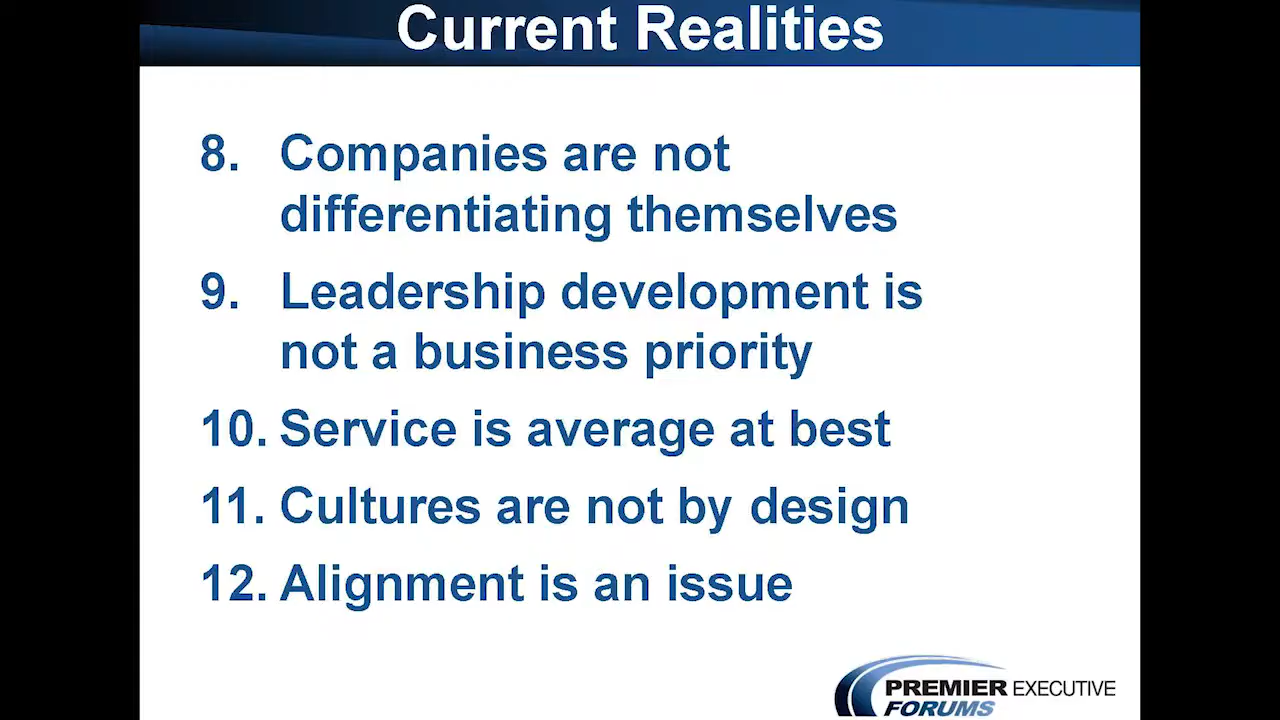 Current Realities
8. Companies are not
differentiating themselves
9. Leadership development is
not a business priority
10. Service is average at best
11. Cultures are not by design
12. Alignment is an issue
PREMIER EXECUTIVE
FORUMS